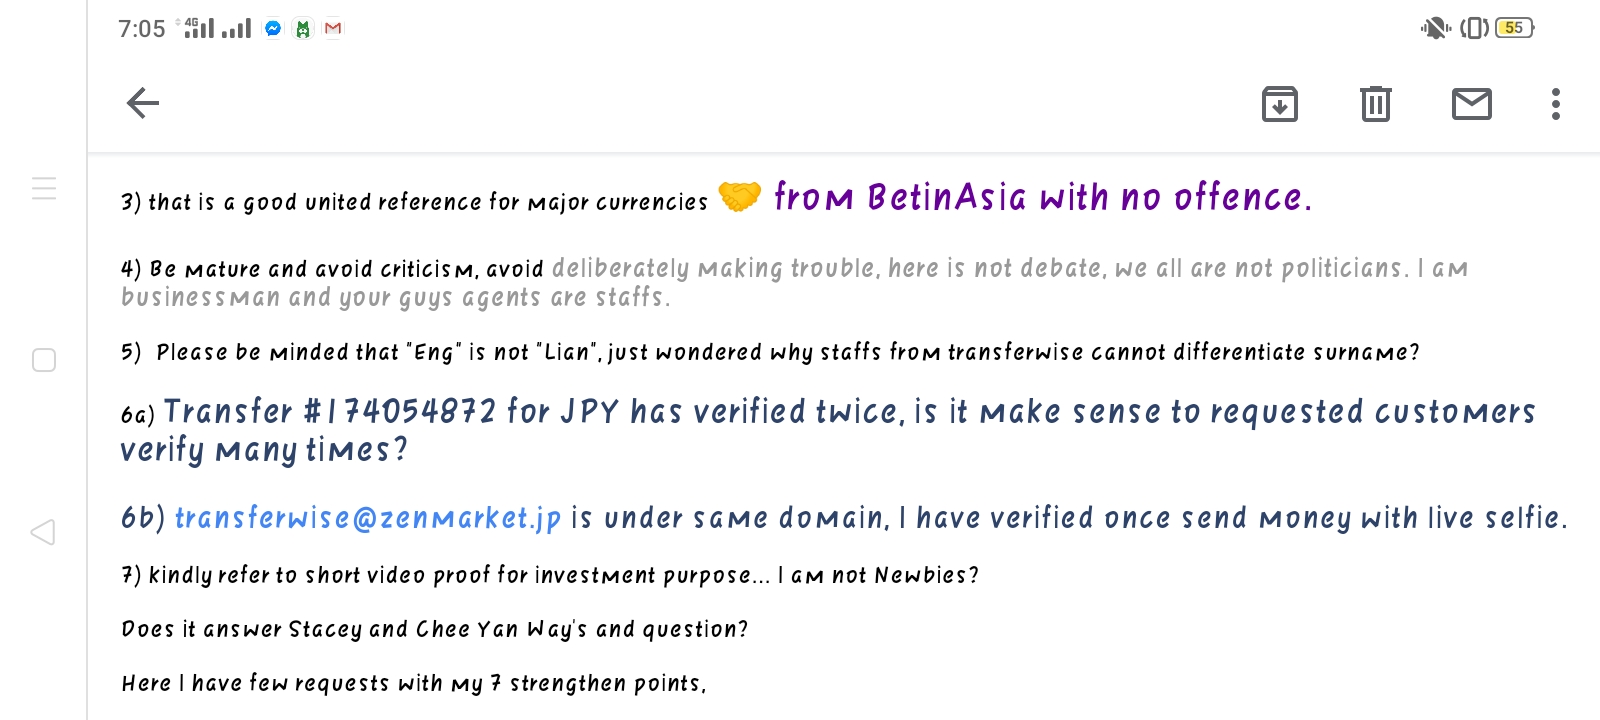 7:05 4G 55
3) that is a good united reference for major currencies 🤝 from BetinAsia with no offence.
4) Be mature and avoid criticism, avoid deliberately making trouble, here is not debate, we all are not politicians. I am
businessman and your guys agents are staffs.
5) Please be minded that "Eng" is not "Lian", just wondered why staffs from transferwise cannot differentiate surname?
6a) Transfer #174054872 for JPY has verified twice, is it make sense to requested customers
verify many times?
6b) transferwise@zenmarket.jp is under same domain, I have verified once send money with live selfie.
7) kindly refer to short video proof for investment purpose... I am not Newbies?
Does it answer Stacey and Chee Yan Way's and question?
Here I have few requests with my 7 strengthen points,